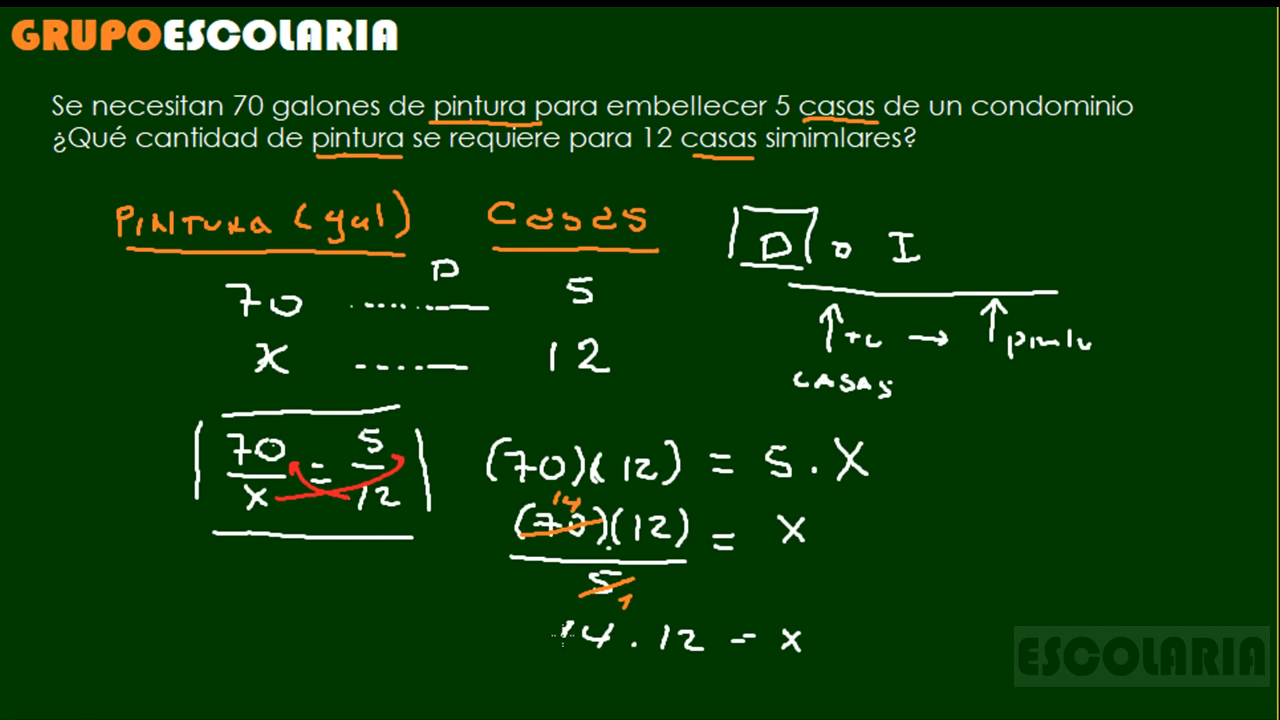 GRUPOESCOLARIA
Se necesitan 70 galones de pintura para embellecer 5 casas de un condominio
¿Qué cantidad de pintura se requiere para 12 casas simimlares?
PINTURA (gal) Casas
D o I
D
70 ............ 5
x ............ 12
↑ +c → ↑
CASAS
70/x = 5/12
(70)(12) = 5 . X
14
(70)(12) = X
5
1
14 . 12 = x
ESCOLARIA